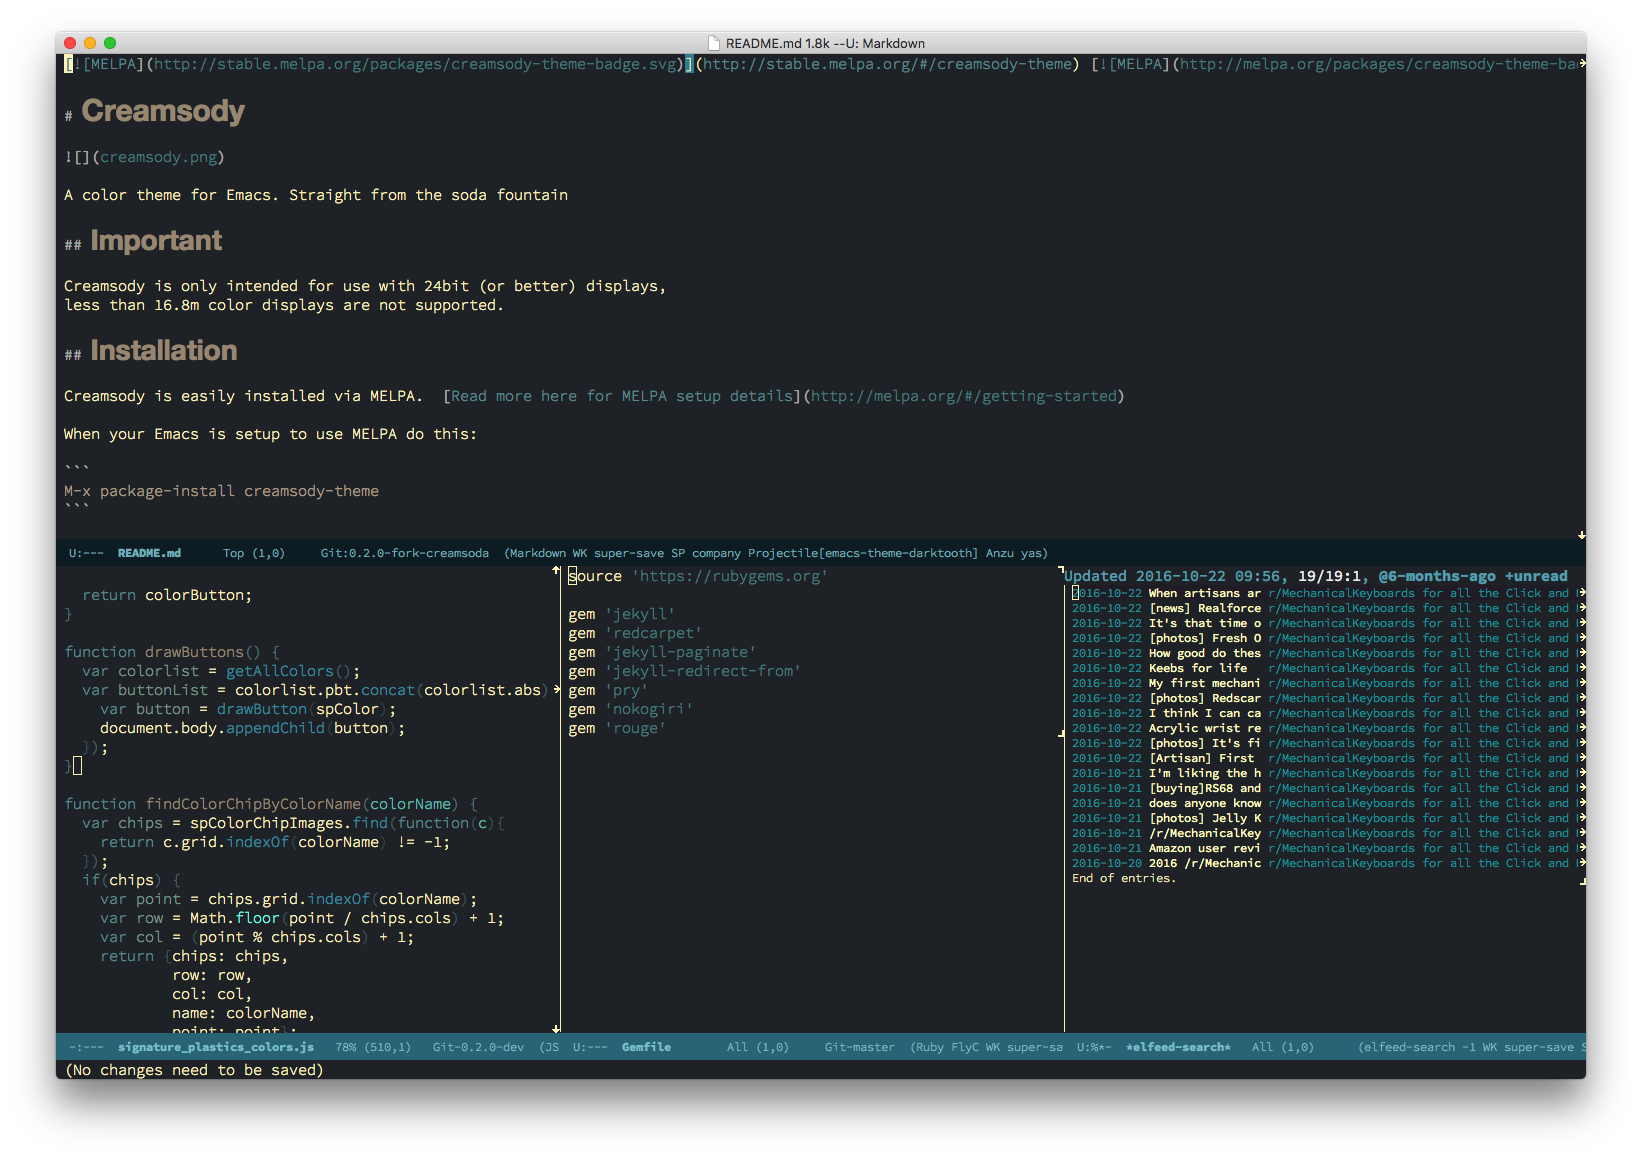 README.md 1.8k --U: Markdown
[![MELPA](http://stable.melpa.org/packages/creamsody-theme-badge.svg)](http://stable.melpa.org/#/creamsody-theme) [![MELPA](http://melpa.org/packages/creamsody-theme-ba
# Creamsody
![](creamsody.png)
A color theme for Emacs. Straight from the soda fountain
## Important
Creamsody is only intended for use with 24bit (or better) displays,
less than 16.8m color displays are not supported.
## Installation
Creamsody is easily installed via MELPA.  [Read more here for MELPA setup details](http://melpa.org/#/getting-started)
When your Emacs is setup to use MELPA do this:
```
M-x package-install creamsody-theme
```
U:--- README.md Top (1,0) Git:0.2.0-fork-creamsoda (Markdown WK super-save SP company Projectile[emacs-theme-darktooth] Anzu yas)
return colorButton;
}
function drawButtons() {
var colorlist = getAllColors();
var buttonList = colorlist.pbt.concat(colorlist.abs)
var button = drawButton(spColor);
document.body.appendChild(button);
});
}
function findColorChipByColorName(colorName) {
var chips = spColorChipImages.find(function(c){
return c.grid.indexOf(colorName) != -1;
});
if(chips) {
var point = chips.grid.indexOf(colorName);
var row = Math.floor(point / chips.cols) + 1;
var col = (point % chips.cols) + 1;
return {chips: chips,
row: row,
col: col,
name: colorName,
point: point};
-:--- signature_plastics_colors.js 78% (510,1) Git-0.2.0-dev (JS
source 'https://rubygems.org'
gem 'jekyll'
gem 'redcarpet'
gem 'jekyll-paginate'
gem 'jekyll-redirect-from'
gem 'pry'
gem 'nokogiri'
gem 'rouge'
U:--- Gemfile All (1,0) Git-master (Ruby FlyC WK super-sa
Updated 2016-10-22 09:56, 19/19:1, @6-months-ago +unread
2016-10-22 When artisans ar r/MechanicalKeyboards for all the Click and
2016-10-22 [news] Realforce r/MechanicalKeyboards for all the Click and
2016-10-22 It's that time o r/MechanicalKeyboards for all the Click and
2016-10-22 [photos] Fresh O r/MechanicalKeyboards for all the Click and
2016-10-22 How good do thes r/MechanicalKeyboards for all the Click and
2016-10-22 Keebs for life r/MechanicalKeyboards for all the Click and
2016-10-22 My first mechani r/MechanicalKeyboards for all the Click and
2016-10-22 [photos] Redscar r/MechanicalKeyboards for all the Click and
2016-10-22 I think I can ca r/MechanicalKeyboards for all the Click and
2016-10-22 Acrylic wrist re r/MechanicalKeyboards for all the Click and
2016-10-22 [photos] It's fi r/MechanicalKeyboards for all the Click and
2016-10-22 [Artisan] First r/MechanicalKeyboards for all the Click and
2016-10-21 I'm liking the h r/MechanicalKeyboards for all the Click and
2016-10-21 [buying]RS68 and r/MechanicalKeyboards for all the Click and
2016-10-21 does anyone know r/MechanicalKeyboards for all the Click and
2016-10-21 [photos] Jelly K r/MechanicalKeyboards for all the Click and
2016-10-21 /r/MechanicalKey r/MechanicalKeyboards for all the Click and
2016-10-21 Amazon user revi r/MechanicalKeyboards for all the Click and
2016-10-20 2016 /r/Mechanic r/MechanicalKeyboards for all the Click and
End of entries.
U:%*- *elfeed-search* All (1,0) (elfeed-search -1 WK super-save S
(No changes need to be saved)